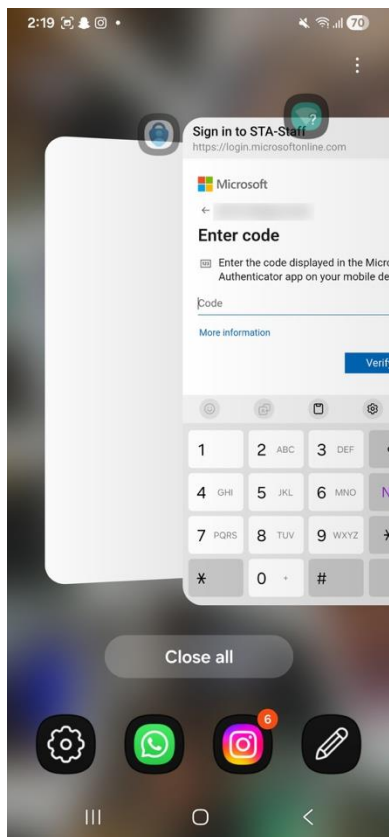 2:19
70
Sign in to STA-Staff
https://login.microsoftonline.com
Microsoft
Enter code
123
Enter the code displayed in the Micro
Authenticator app on your mobile de
Code
More information
Verify
1
2 ABC
3 DEF
4 GHI
5 JKL
6 MNO
N
7 PQRS
8 TUV
9 WXYZ
*
0 +
#
Close all
6